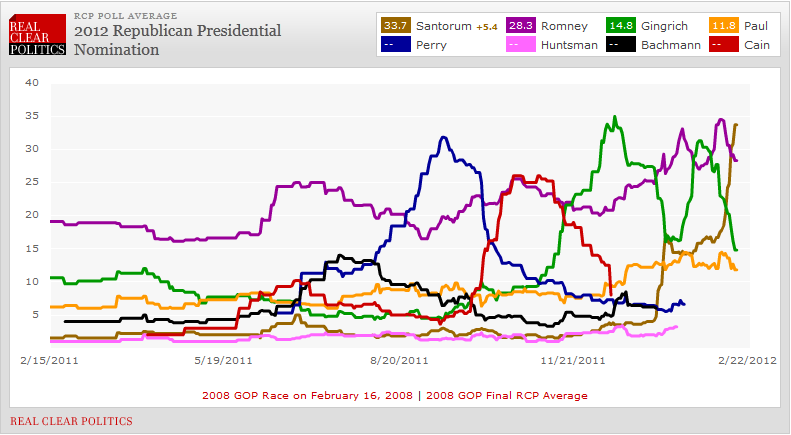 REAL CLEAR POLITICS
RCP POLL AVERAGE
2012 Republican Presidential
Nomination
33.7 Santorum +5.4 28.3 Romney 14.8 Gingrich 11.8 Paul
-- Perry -- Huntsman -- Bachmann -- Cain
40
35
30
25
20
15
10
5
2/15/2011 5/19/2011 8/20/2011 11/21/2011 2/22/2012
2008 GOP Race on February 16, 2008 | 2008 GOP Final RCP Average
REAL CLEAR POLITICS